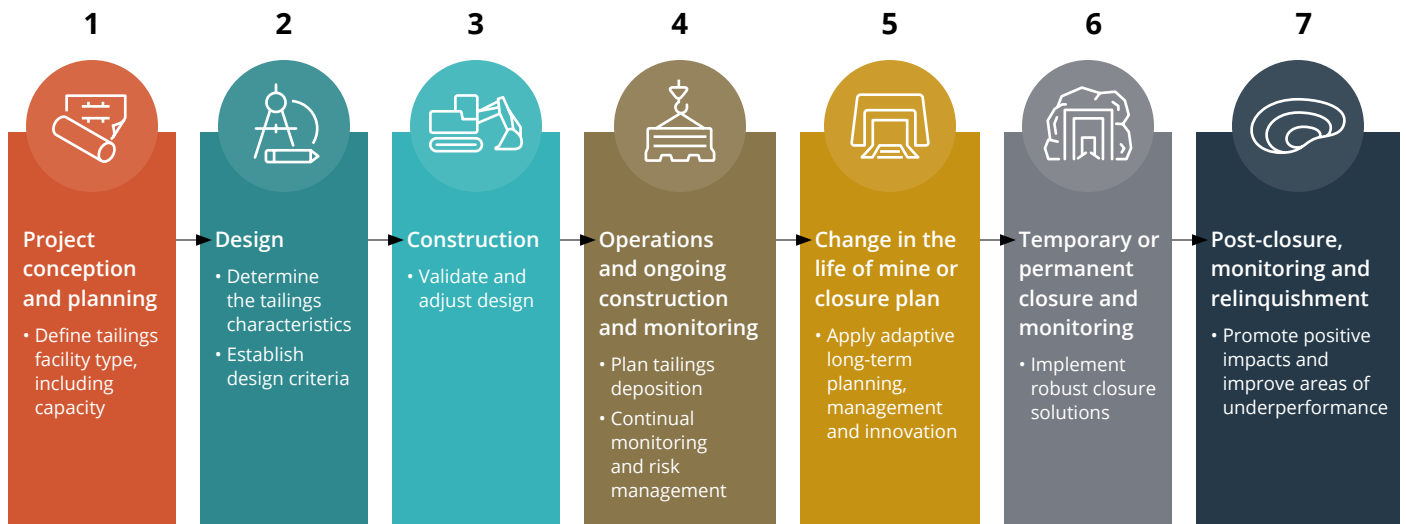 1
Project
conception
and planning
• Define tailings
facility type,
including
capacity
2
Design
• Determine
the tailings
characteristics
• Establish
design criteria
3
Construction
• Validate and
adjust design
4
Operations
and ongoing
construction
and monitoring
• Plan tailings
deposition
• Continual
monitoring
and risk
management
5
Change in the
life of mine or
closure plan
• Apply adaptive
long-term
planning,
management
and innovation
6
Temporary or
permanent
closure and
monitoring
• Implement
robust closure
solutions
7
Post-closure,
monitoring and
relinquishment
• Promote positive
impacts and
improve areas of
underperformance